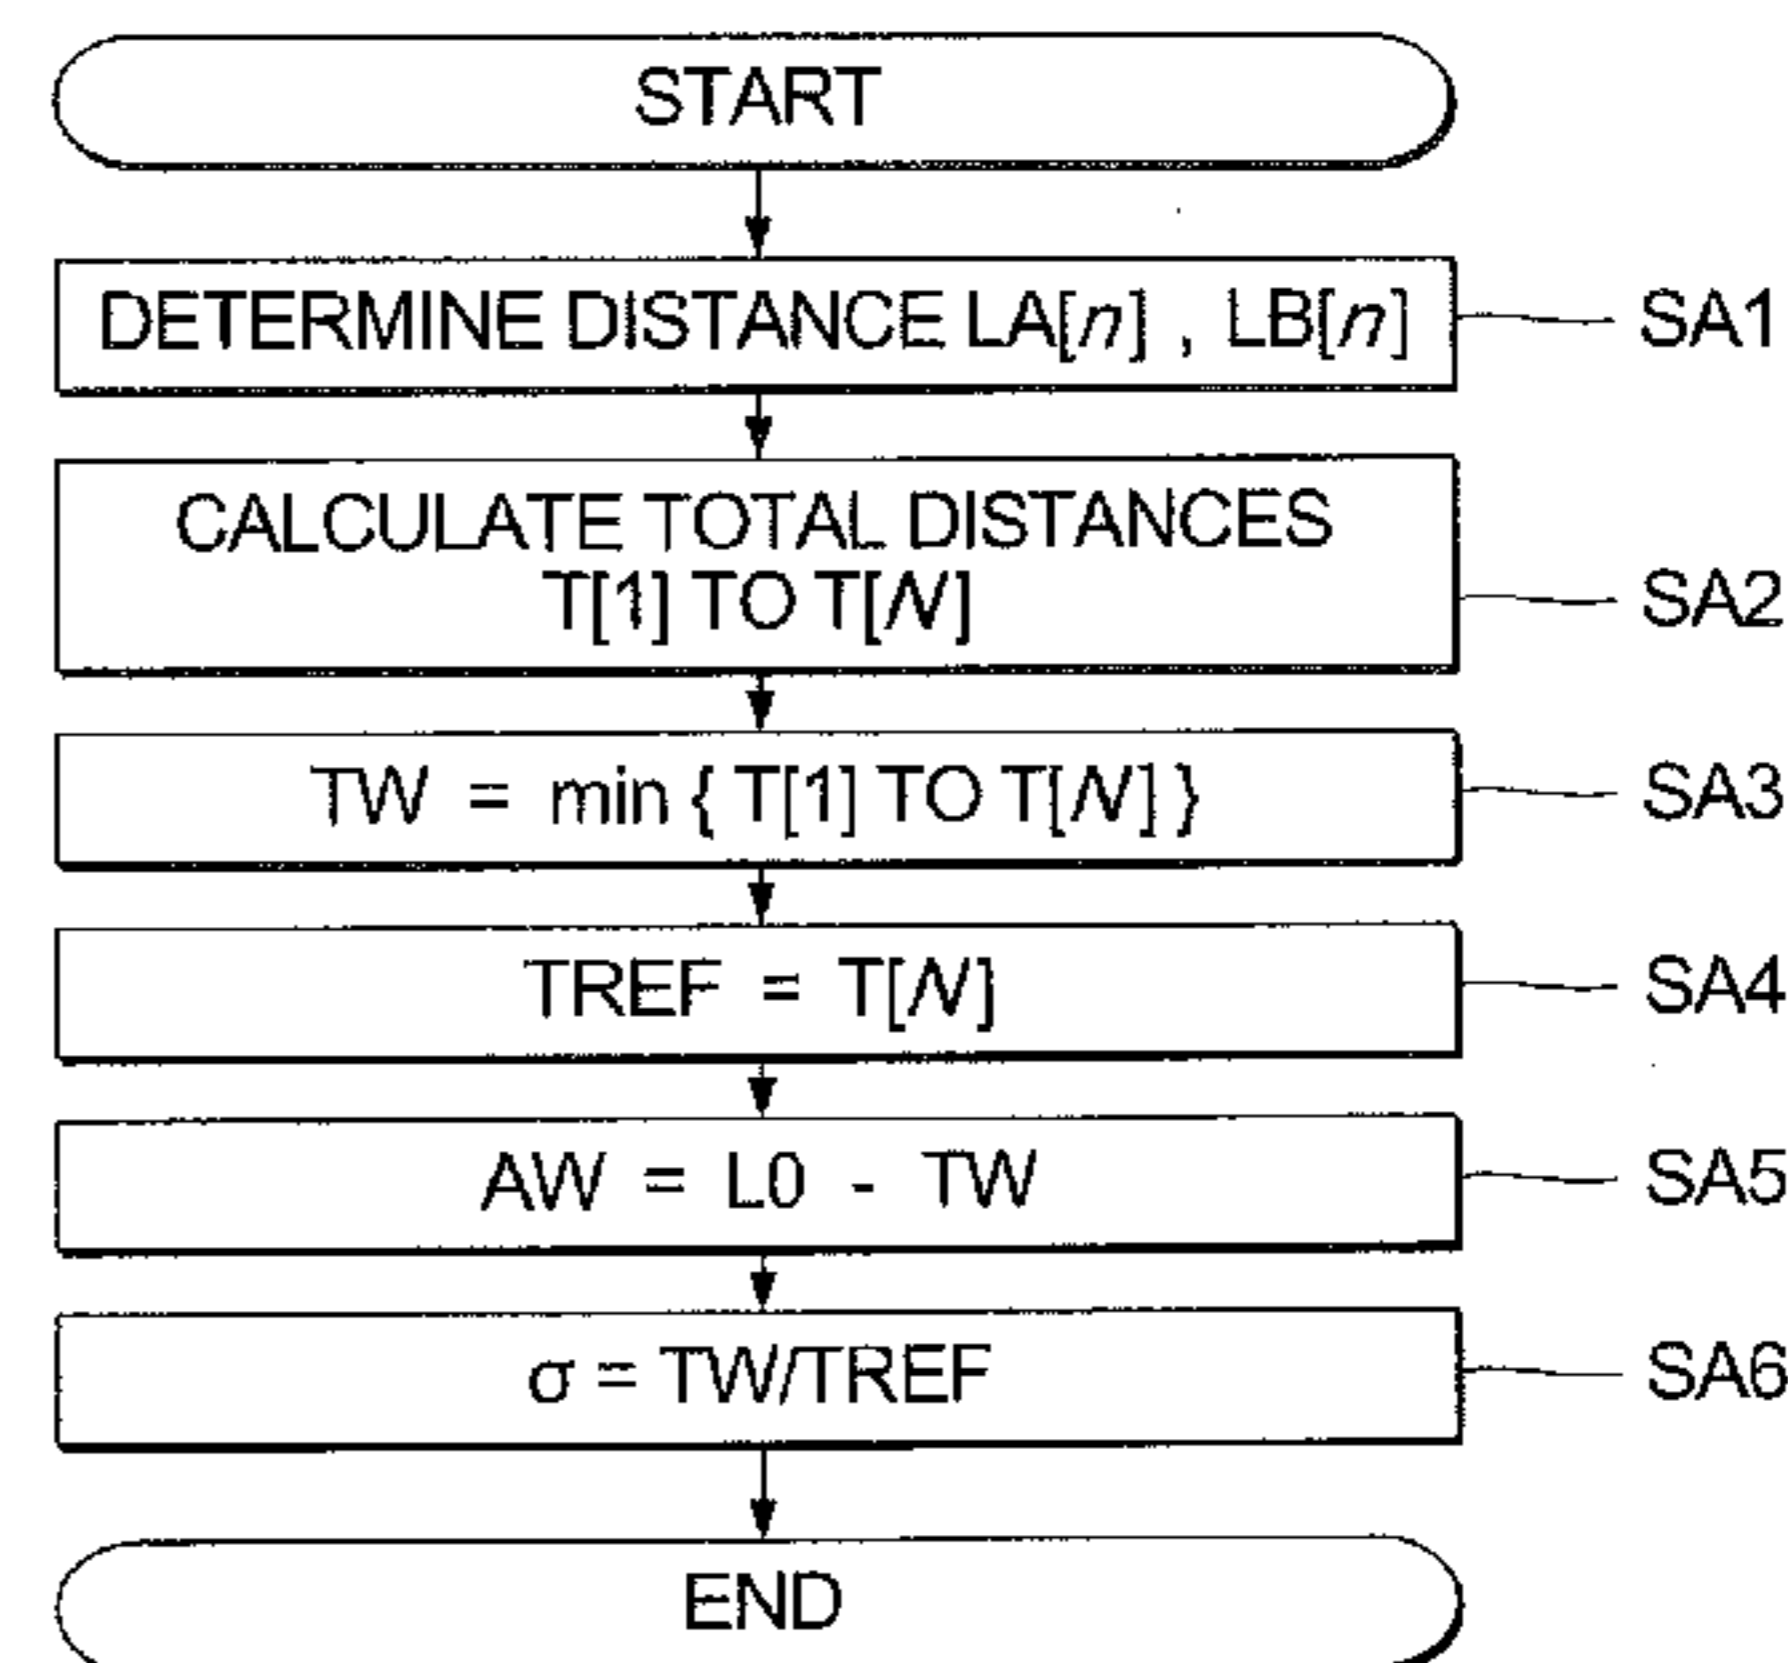 START
DETERMINE DISTANCE LA[n] , LB[n]
SA1
CALCULATE TOTAL DISTANCES
T[1] TO T[N]
SA2
TW = min { T[1] TO T[N] }
SA3
TREF = T[N]
SA4
AW = L0 - TW
SA5
σ = TW/TREF
SA6
END